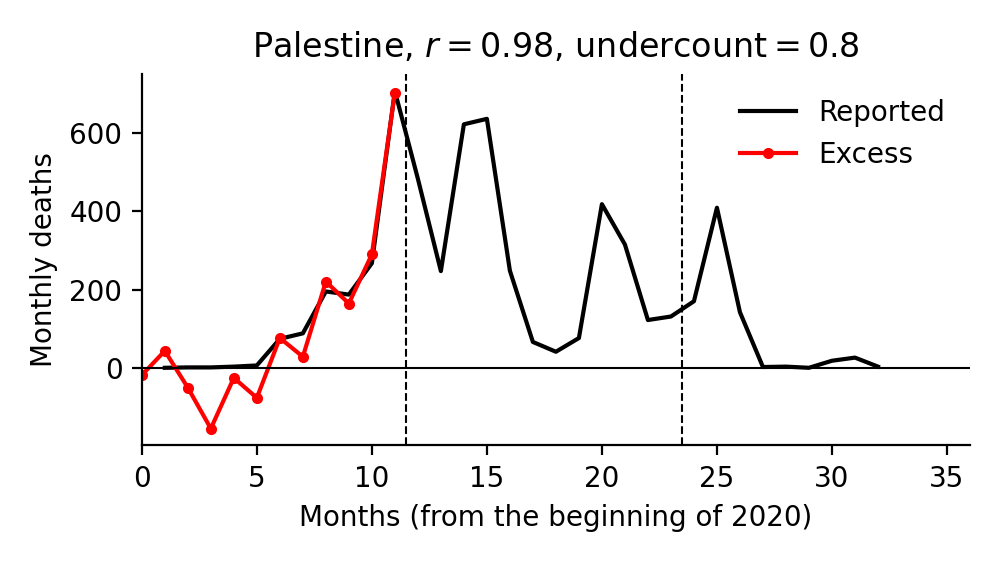 Palestine, r = 0.98, undercount = 0.8
Reported
Excess
Monthly deaths
600
400
200
0
0 5 10 15 20 25 30 35
Months (from the beginning of 2020)